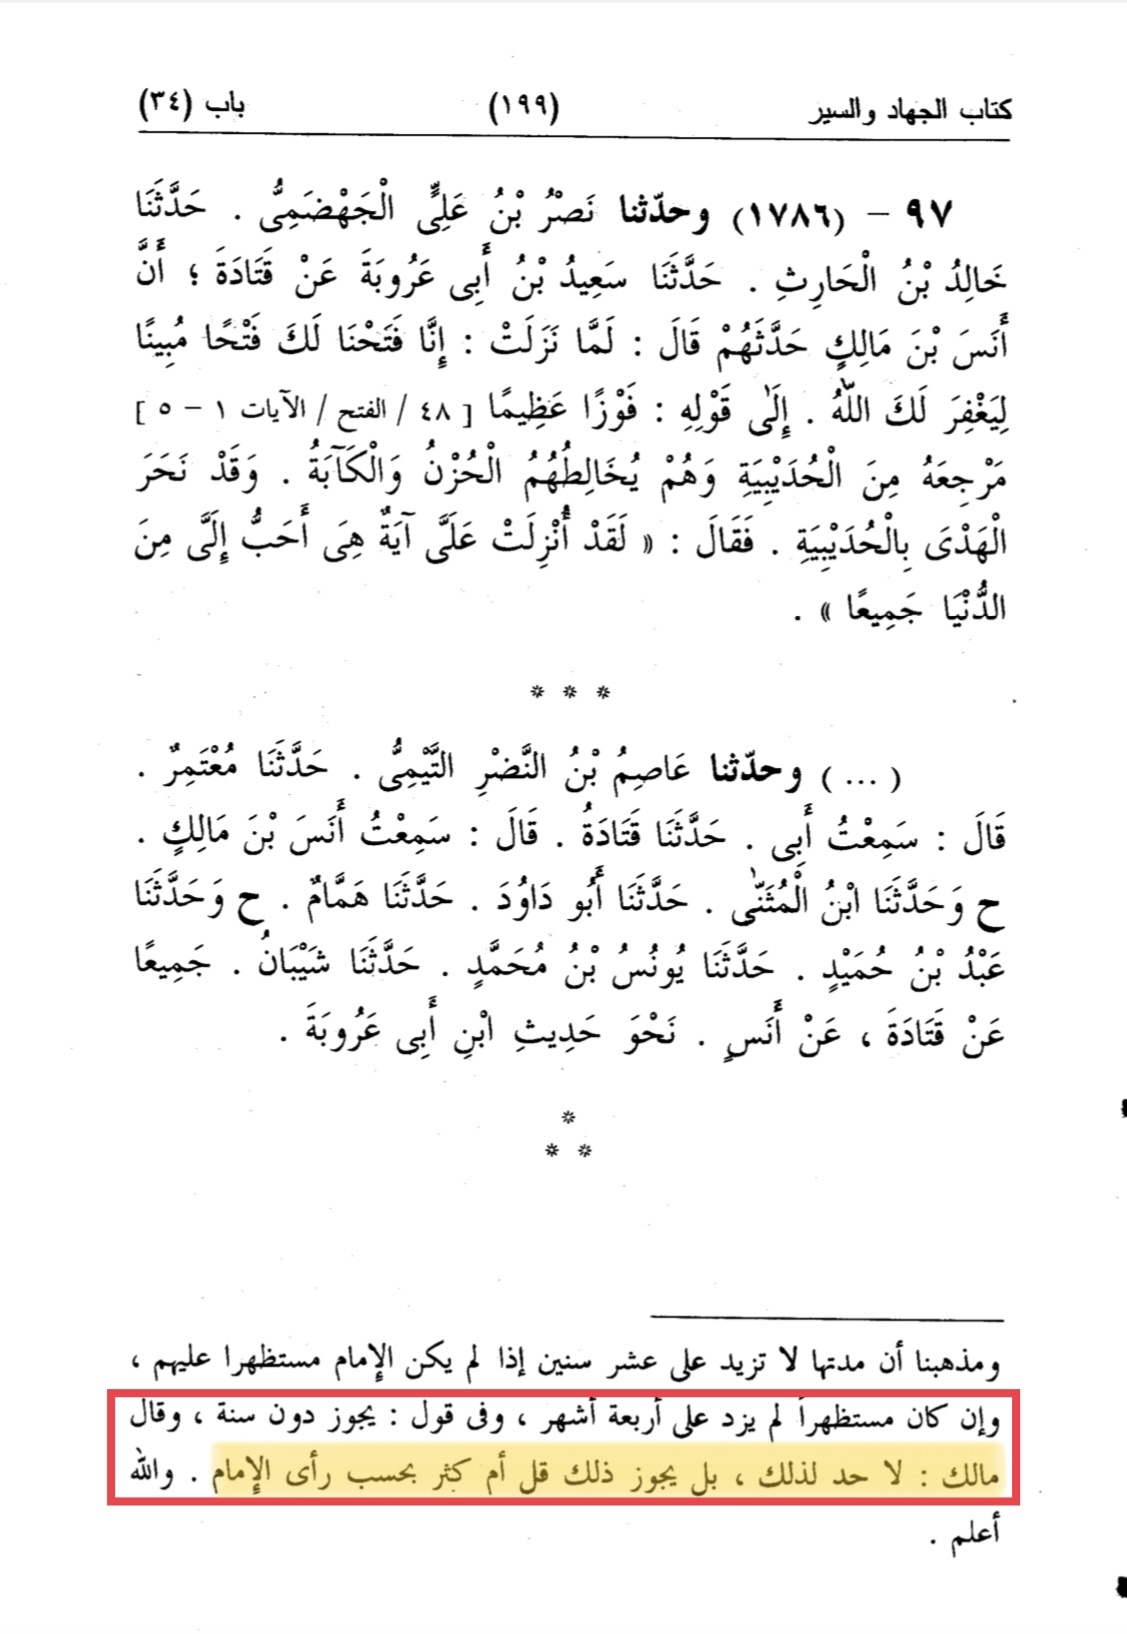 كتاب الجهاد والسير (١٩٩) باب (٣٤)
٩٧ - (١٧٨٦) وحدّثنا نَصْرُ بْنُ عَلِيٍّ الْجَهْضَمِىُّ . حَدَّثَنَا
خَالِدُ بْنُ الْحَارِثِ . حَدَّثَنَا سَعِيدُ بْنُ أَبِى عَرُوبَةَ عَنْ قَتَادَةَ ؛ أَنَّ
أَنَسَ بْنَ مَالِكٍ حَدَّثَهُمْ قَالَ : لَمَّا نَزَلَتْ : إِنَّا فَتَحْنَا لَكَ فَتْحًا مُبِينًا
لِيَغْفِرَ لَكَ اللّٰهُ . إِلَى قَوْلِهِ : فَوْزًا عَظِيمًا [ ٤٨ / الفتح / الآيات ١ - ٥ ]
مَرْجِعَهُ مِنَ الْحُدَيْبِيَةِ وَهُمْ يُخَالِطُهُمُ الْحُزْنُ وَالْكَآبَةُ . وَقَدْ نَحَرَ
الْهَدْىَ بِالْحُدَيْبِيَةِ . فَقَالَ : « لَقَدْ أُنْزِلَتْ عَلَىَّ آيَةٌ هِىَ أَحَبُّ إِلَىَّ مِنَ
الدُّنْيَا جَمِيعًا » .
* * *
( ... ) وحدّثنا عَاصِمُ بْنُ النَّضْرِ التَّيْمِىُّ . حَدَّثَنَا مُعْتَمِرٌ .
قَالَ : سَمِعْتُ أَبِى . حَدَّثَنَا قَتَادَةُ . قَالَ : سَمِعْتُ أَنَسَ بْنَ مَالِكٍ .
ح وَحَدَّثَنَا ابْنُ الْمُثَنَّى . حَدَّثَنَا أَبُو دَاوُدَ . حَدَّثَنَا هَمَّامٌ . ح وَحَدَّثَنَا
عَبْدُ بْنُ حُمَيْدٍ . حَدَّثَنَا يُونُسُ بْنُ مُحَمَّدٍ . حَدَّثَنَا شَيْبَانُ . جَمِيعًا
عَنْ قَتَادَةَ ، عَنْ أَنَسٍ . نَحْوَ حَدِيثِ ابْنِ أَبِى عَرُوبَةَ .
*
* *
ومذهبنا أن مدتها لا تزيد على عشر سنين إذا لم يكن الإمام مستظهرا عليهم ،
وإن كان مستظهراً لم يزد على أربعة أشهر ، وفى قول : يجوز دون سنة ، وقال
مالك : لا حد لذلك ، بل يجوز ذلك قل أم كثر بحسب رأى الإمام . والله
أعلم .